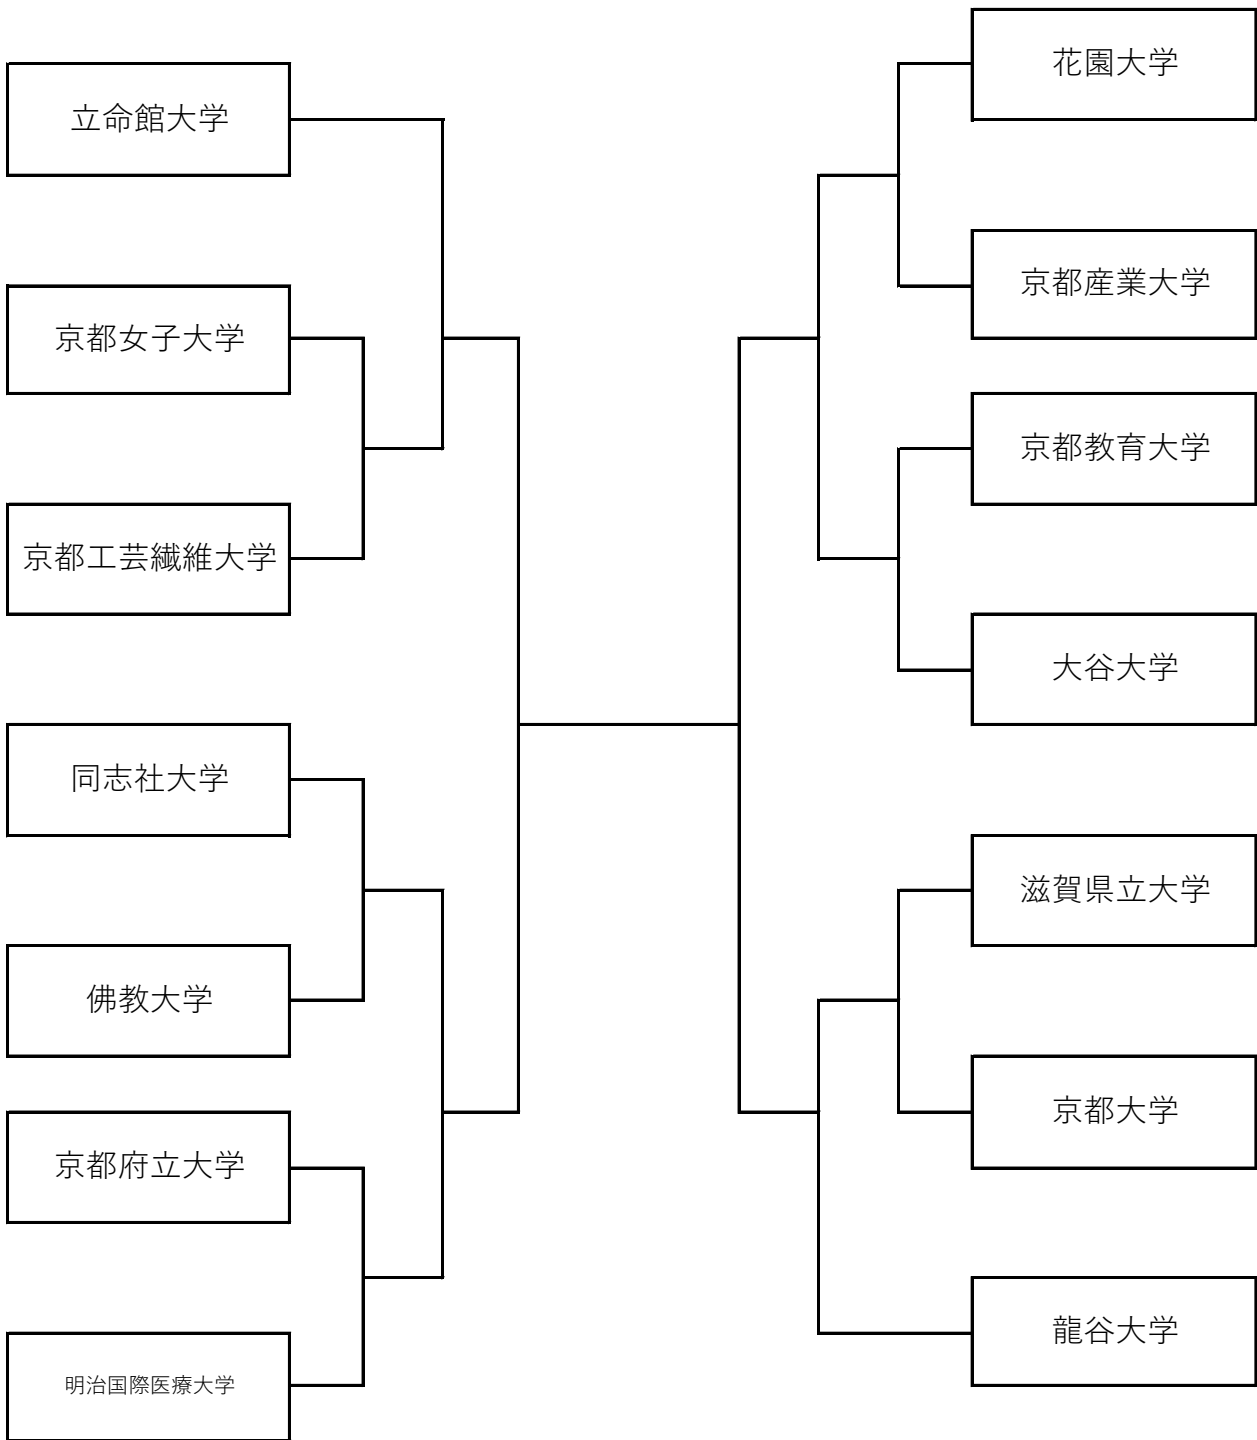 立命館大学
京都女子大学
京都工芸繊維大学
同志社大学
佛教大学
京都府立大学
明治国際医療大学
花園大学
京都産業大学
京都教育大学
大谷大学
滋賀県立大学
京都大学
龍谷大学